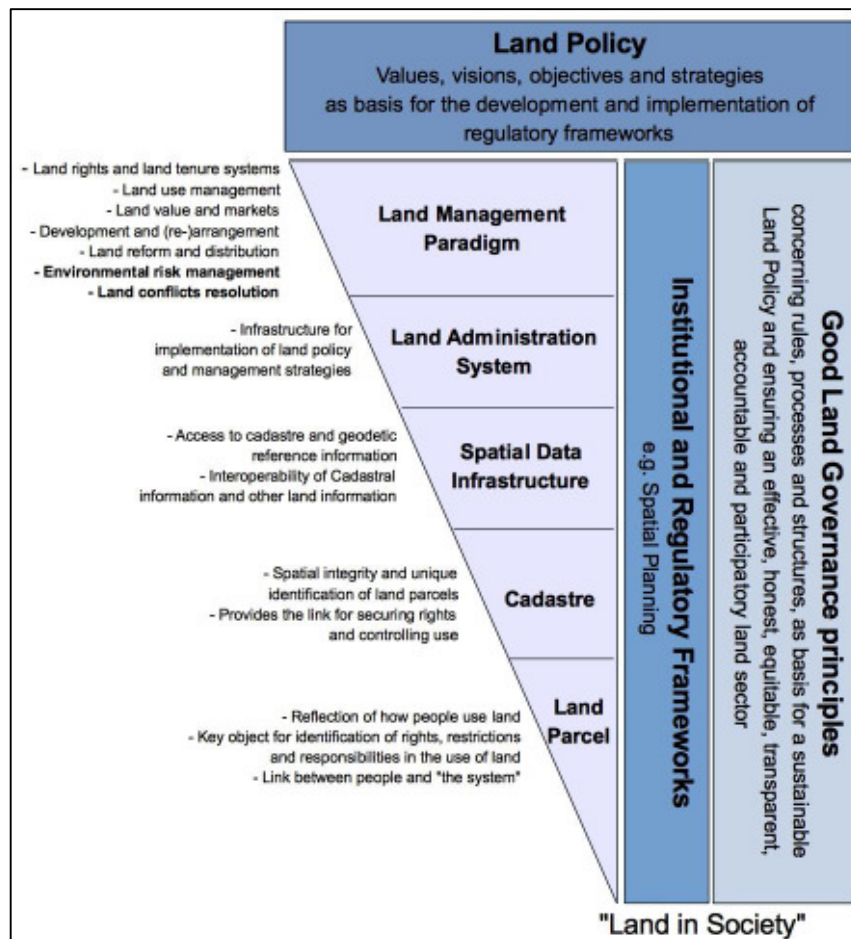 Land Policy
Values, visions, objectives and strategies
as basis for the development and implementation of
regulatory frameworks
- Land rights and land tenure systems
- Land use management
- Land value and markets
- Development and (re-)arrangement
- Land reform and distribution
- Environmental risk management
- Land conflicts resolution
Land Management
Paradigm
- Infrastructure for
implementation of land policy
and management strategies
Land Administration
System
- Access to cadastre and geodetic
reference information
- Interoperability of Cadastral
information and other land information
Spatial Data
Infrastructure
- Spatial integrity and unique
identification of land parcels
- Provides the link for securing rights
and controlling use
Cadastre
- Reflection of how people use land
- Key object for identification of rights, restrictions
and responsibilities in the use of land
- Link between people and "the system"
Land
Parcel
Institutional and Regulatory Frameworks
e.g. Spatial Planning
Good Land Governance principles
concerning rules, processes and structures, as basis for a sustainable
Land Policy and ensuring an effective, honest, equitable, transparent,
accountable and participatory land sector
"Land in Society"